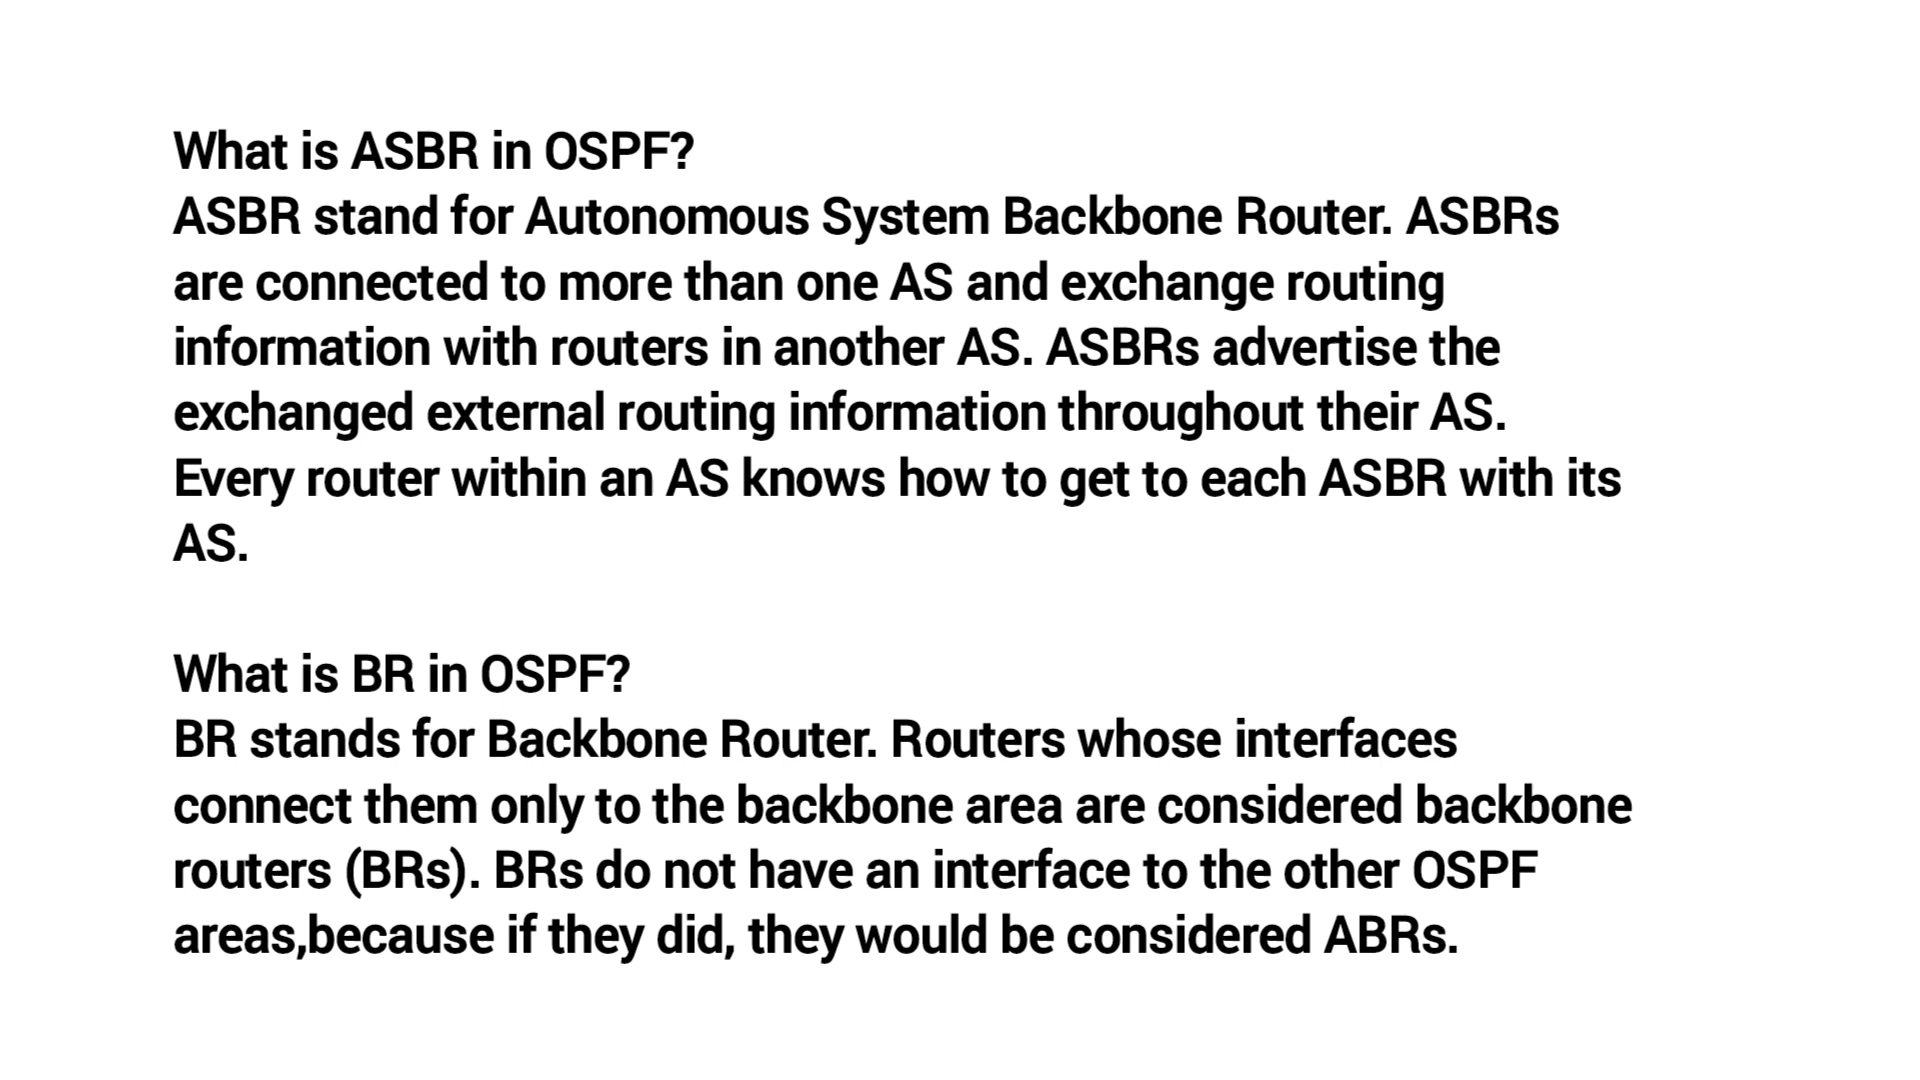 What is ASBR in OSPF?
ASBR stand for Autonomous System Backbone Router. ASBRs
are connected to more than one AS and exchange routing
information with routers in another AS. ASBRs advertise the
exchanged external routing information throughout their AS.
Every router within an AS knows how to get to each ASBR with its
AS.
What is BR in OSPF?
BR stands for Backbone Router. Routers whose interfaces
connect them only to the backbone area are considered backbone
routers (BRs). BRs do not have an interface to the other OSPF
areas,because if they did, they would be considered ABRs.